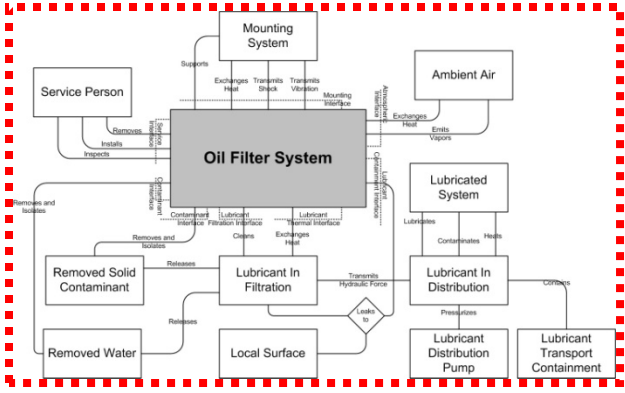 Mounting
System
Supports
Exchanges
Heat
Transmits
Shock
Transmits
Vibration
Mounting
Interface
Service Person
Ambient Air
Atmospheric
Interface
Exchanges
Heat
Emits
Vapors
Removes
Installs
Inspects
Service
Interface
Oil Filter System
Contaminant
Interface
Lubricant
Containment Interface
Lubricated
System
Removes and
Isolates
Contaminant
Interface
Lubricant
Filtration Interface
Lubricant
Thermal Interface
Lubricates
Contaminates
Heats
Removes and
Isolates
Cleans
Exchanges
Heat
Removed Solid
Contaminant
Releases
Lubricant In
Filtration
Transmits
Hydraulic Force
Lubricant In
Distribution
Contains
Releases
Leaks
to
Pressurizes
Removed Water
Local Surface
Lubricant
Distribution
Pump
Lubricant
Transport
Containment